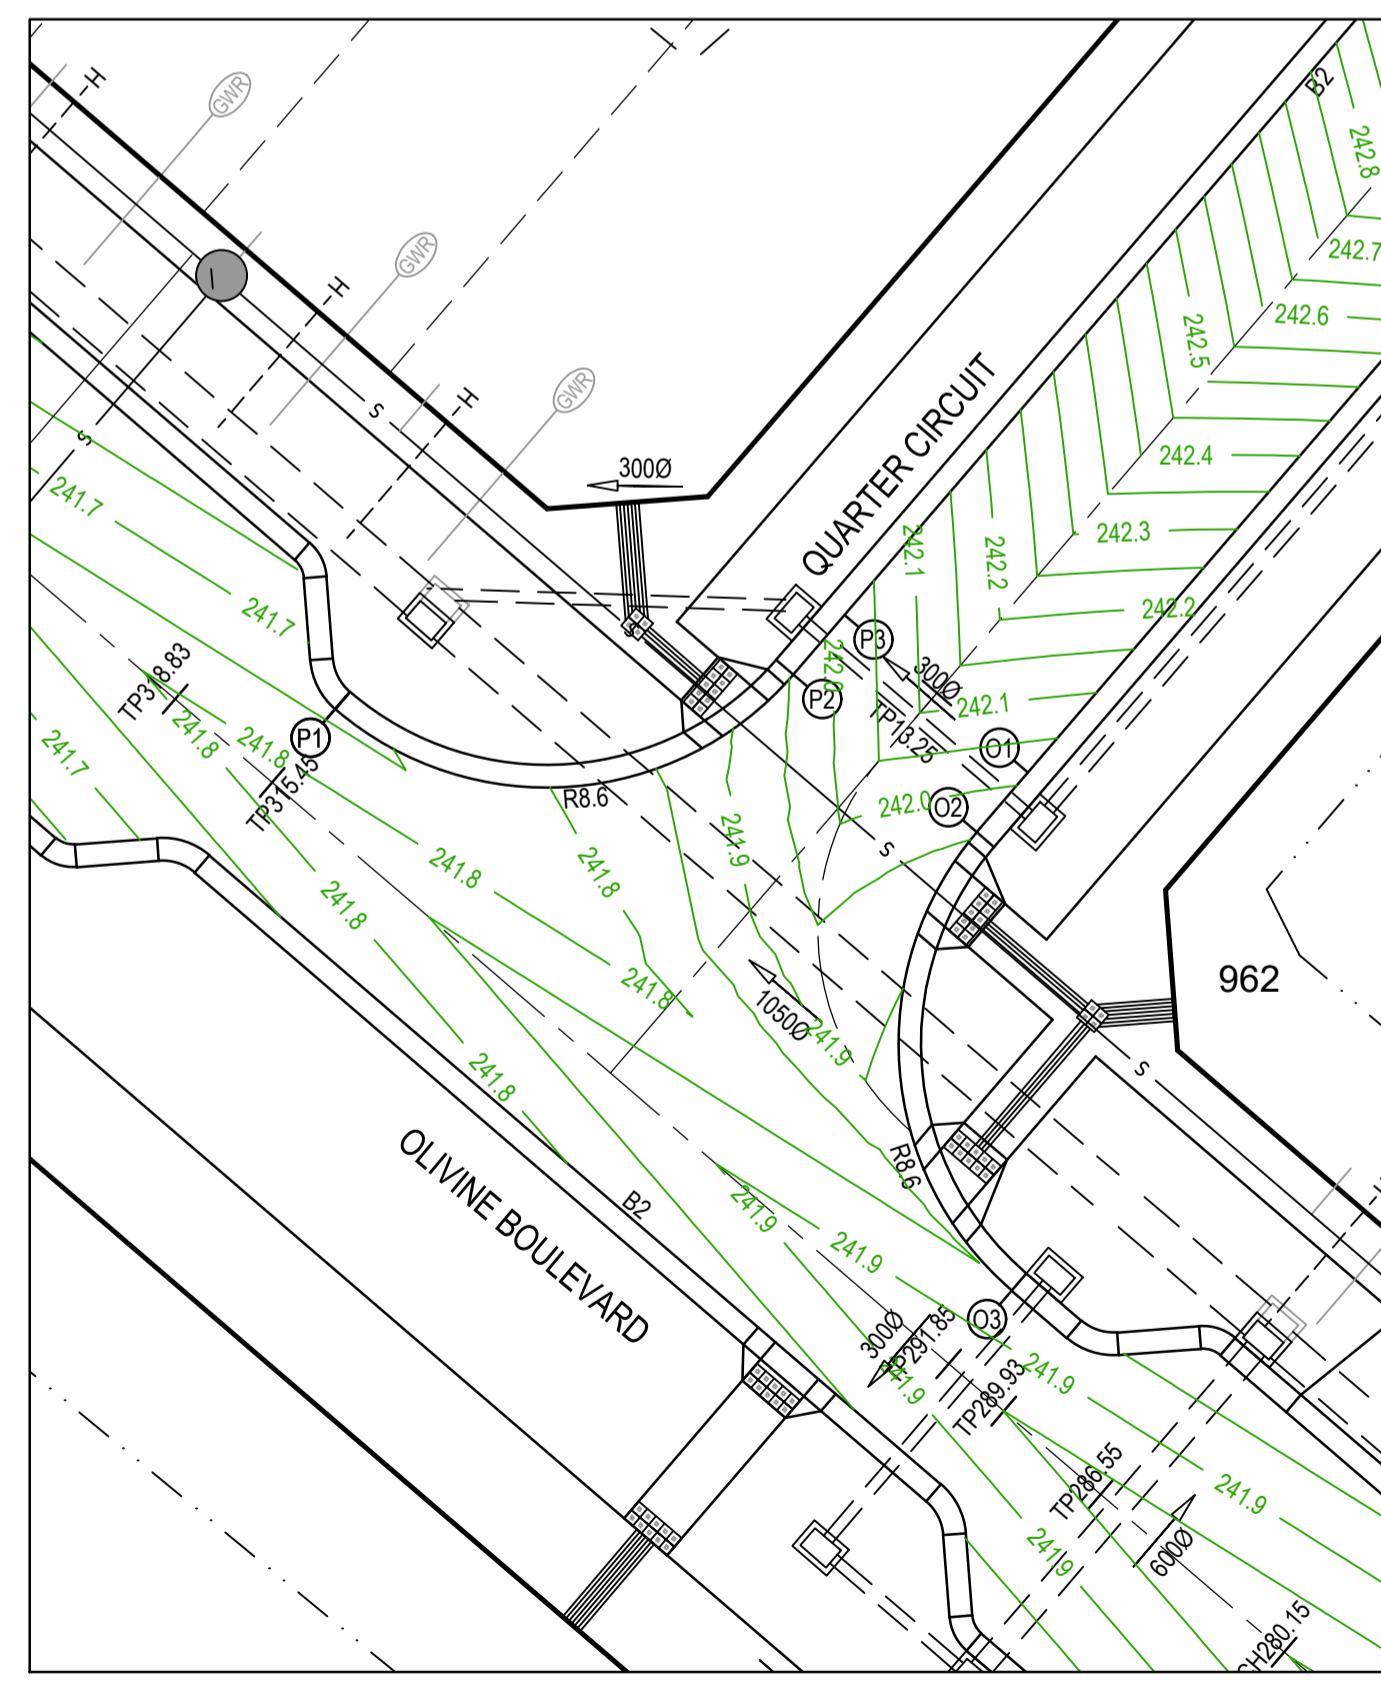 H
GWR
B2
242.8
242.7
242.6
H
GWR
242.5
S
GWR
H
242.4
QUARTER CIRCUIT
S
300Ø
241.7
242.3
242.1
242.2
242.2
241.7
S
P3
242.0
300Ø
TP318.83
P2
242.1
TP13.25
241.8
P1
241.8
O1
241.7
TP315.45
R8.6
242.0
O2
241.9
S
241.8
241.8
241.8
241.8
962
1050Ø
241.9
241.8
S
R8.6
OLIVINE BOULEVARD
B2
241.9
241.9
O3
300Ø
TP291.85
241.9
241.9
TP289.93
TP286.55
241.9
241.9
600Ø
CH280.15